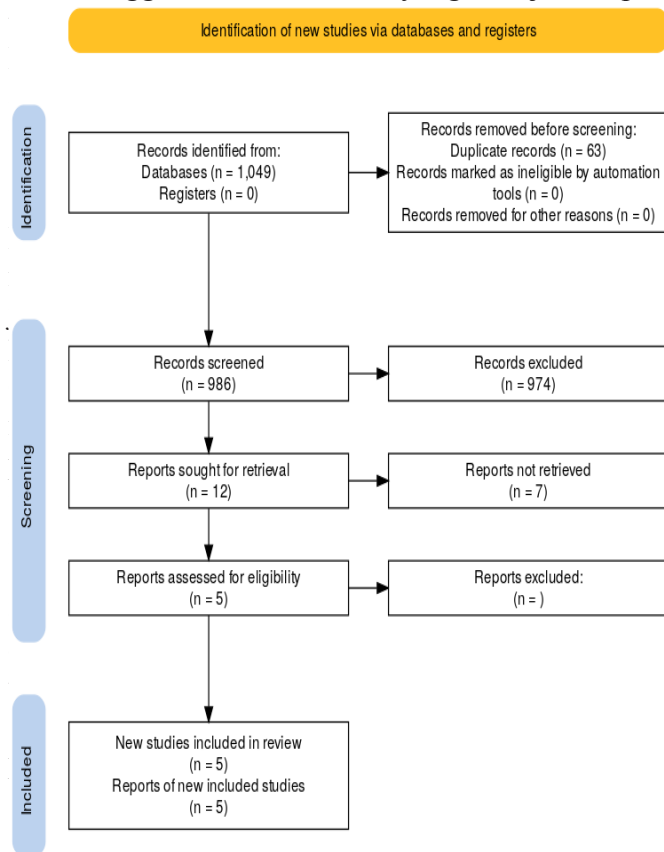 Identification of new studies via databases and registers
Identification
Records identified from:
Databases (n = 1,049)
Registers (n = 0)
Records removed before screening:
Duplicate records (n = 63)
Records marked as ineligible by automation
tools (n = 0)
Records removed for other reasons (n = 0)
Screening
Records screened
(n = 986)
Records excluded
(n = 974)
Reports sought for retrieval
(n = 12)
Reports not retrieved
(n = 7)
Reports assessed for eligibility
(n = 5)
Reports excluded:
(n = )
Included
New studies included in review
(n = 5)
Reports of new included studies
(n = 5)